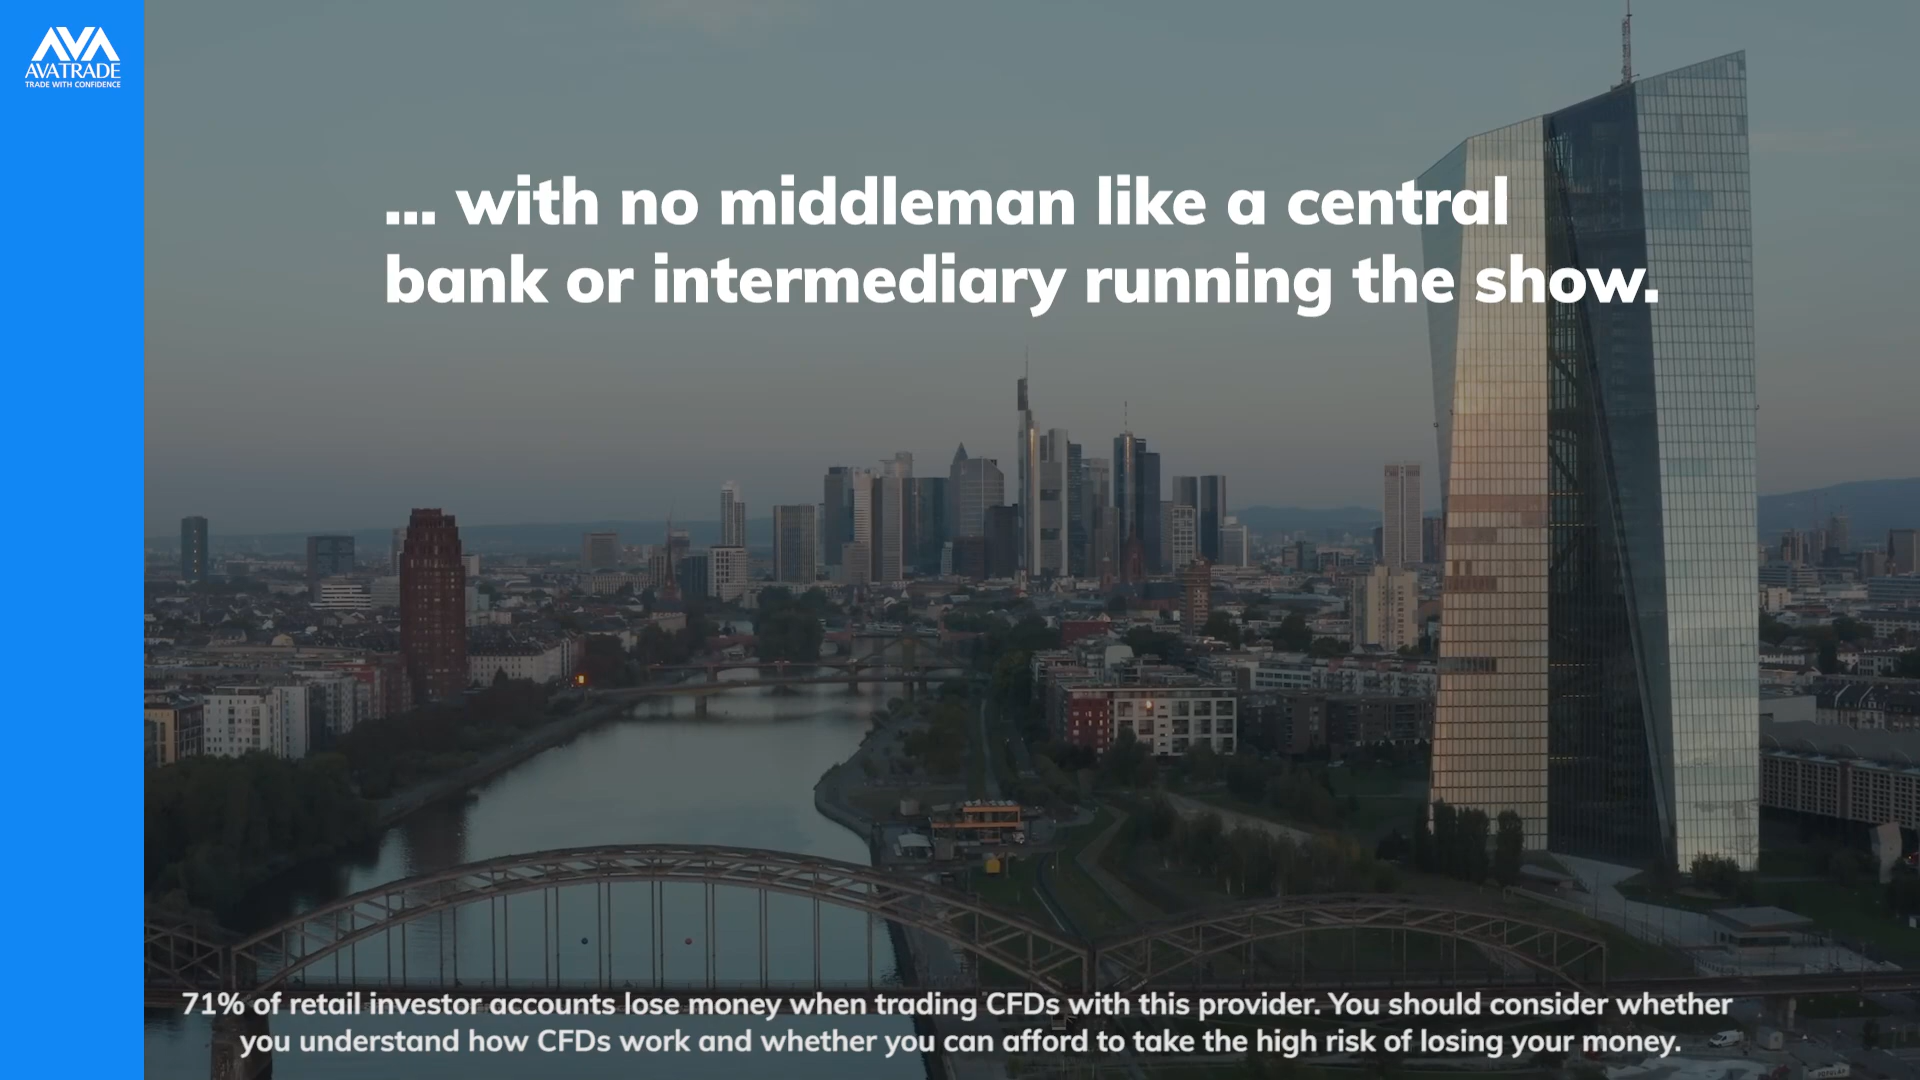 AVA
AVATRADE
TRADE WITH CONFIDENCE
... with no middleman like a central
bank or intermediary running the show.
71% of retail investor accounts lose money when trading CFDs with this provider. You should consider whether
you understand how CFDs work and whether you can afford to take the high risk of losing your money.